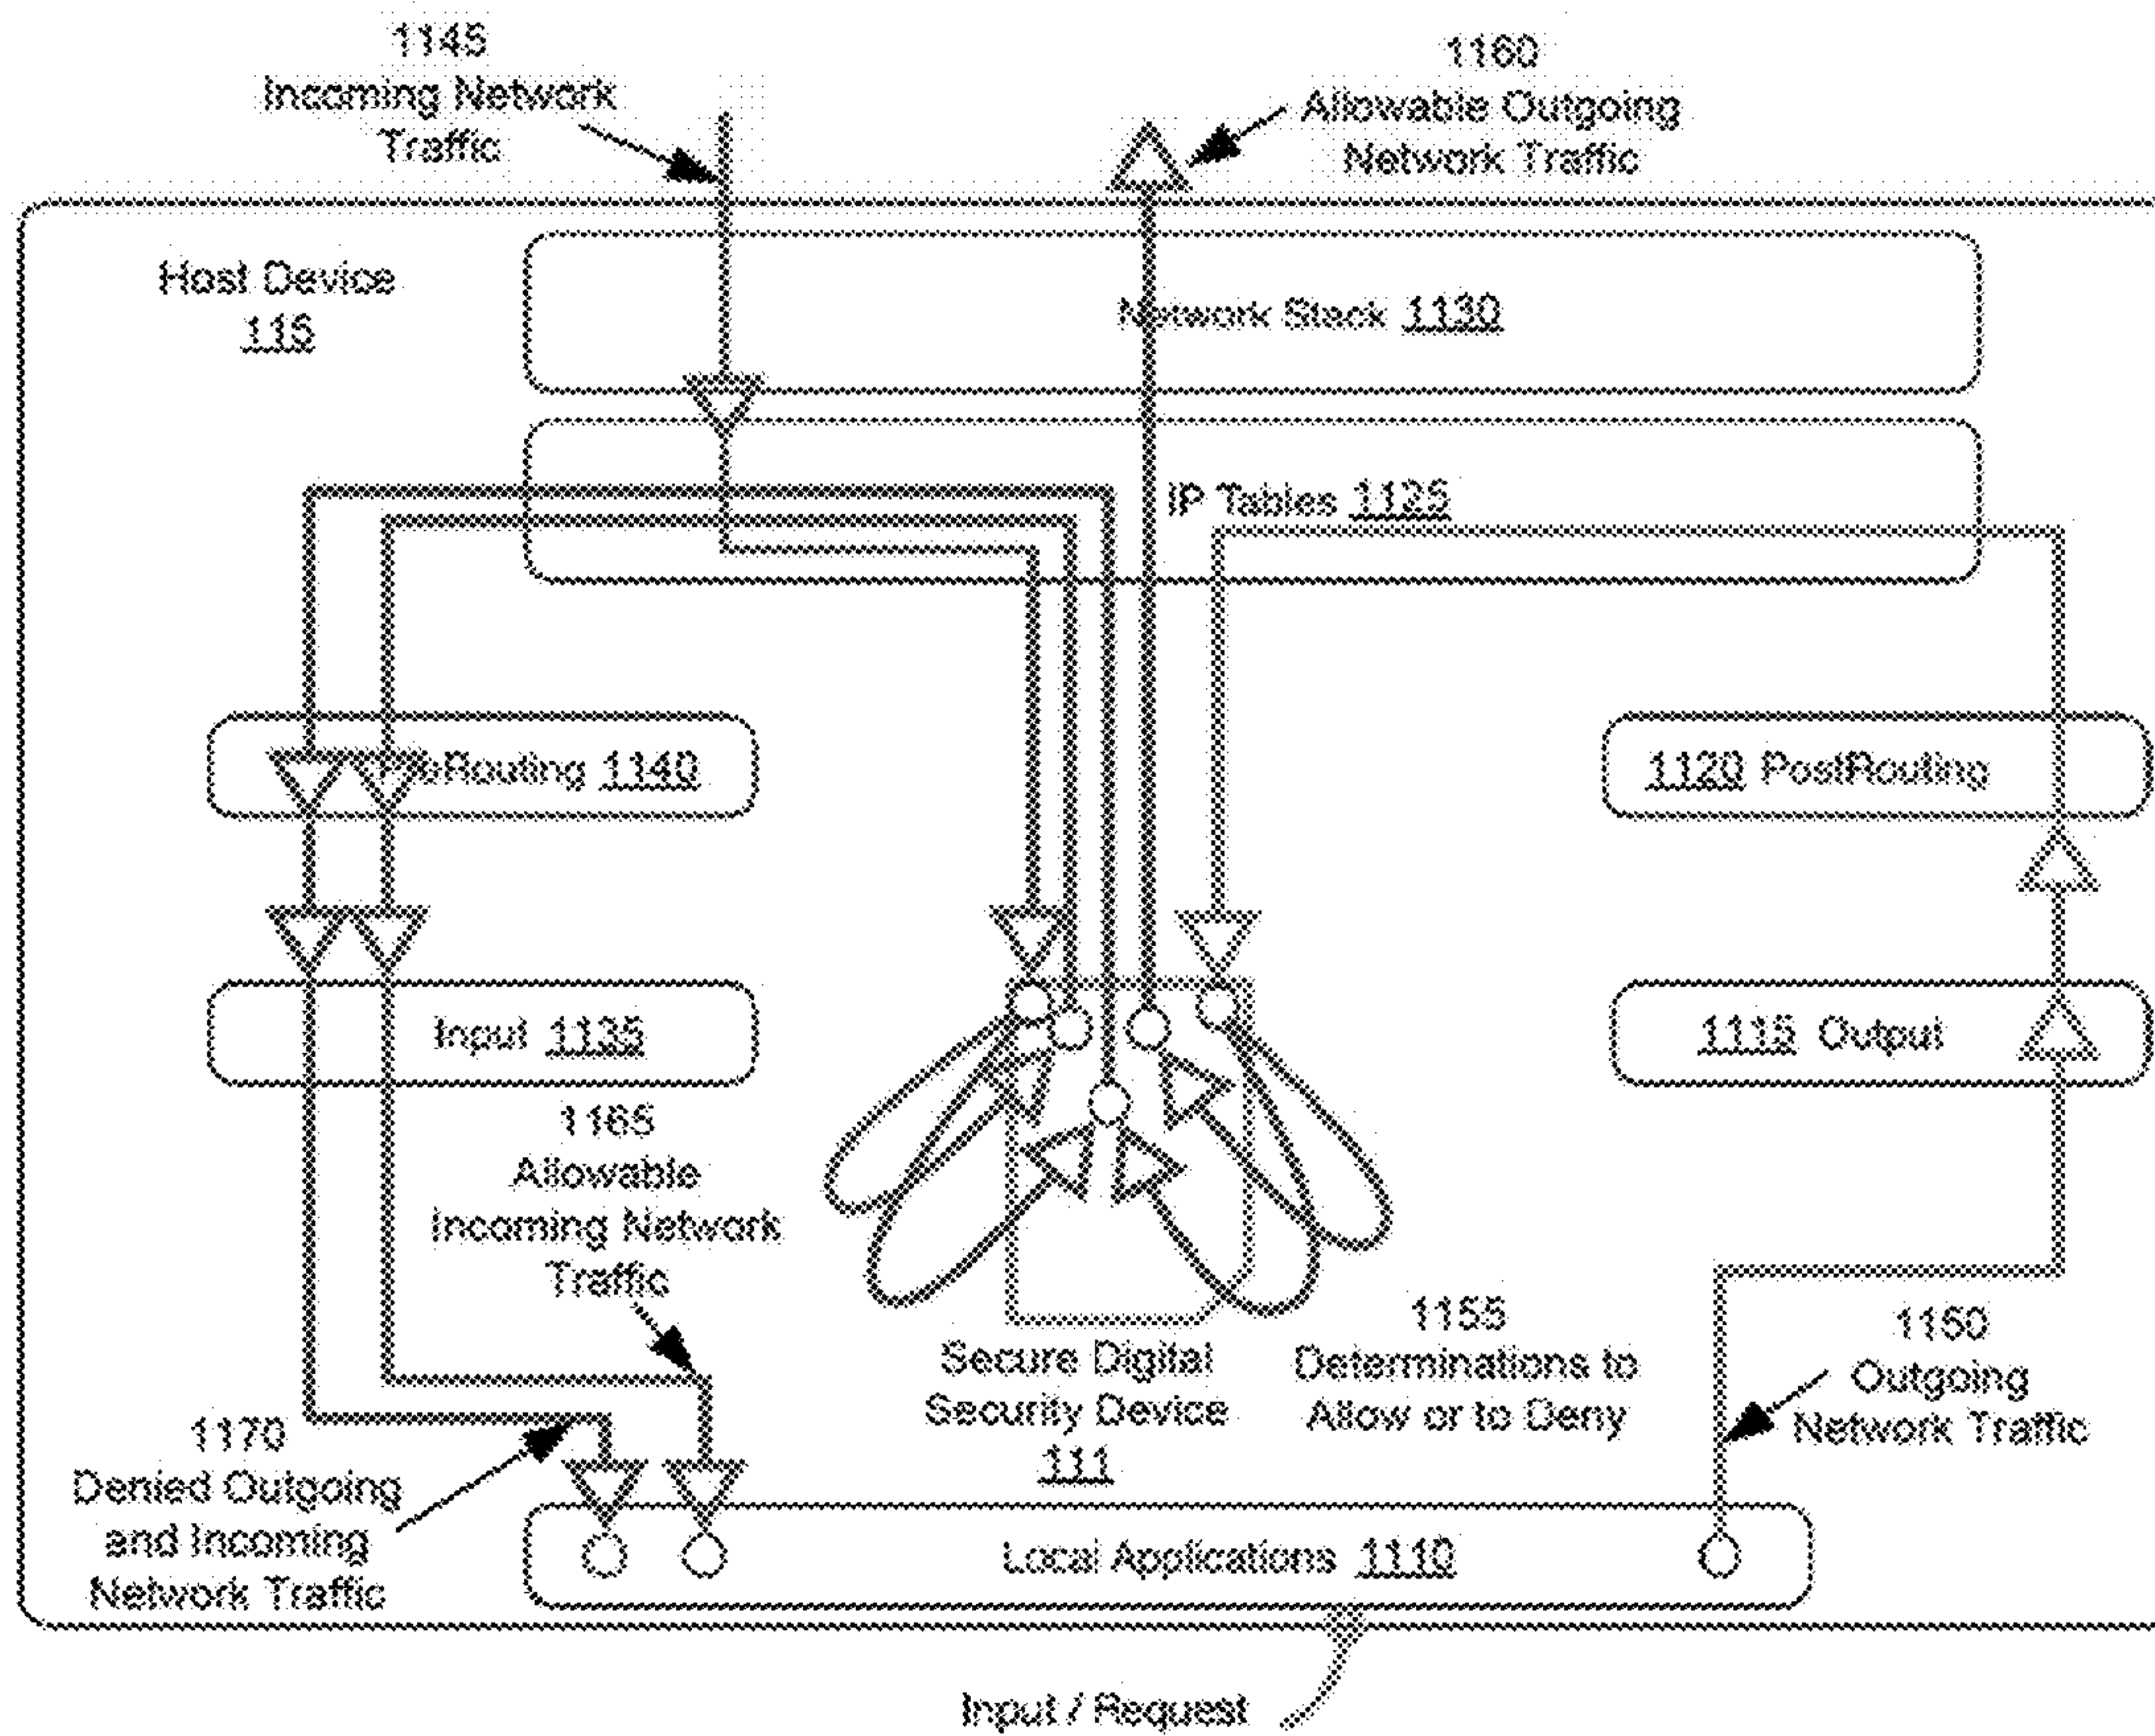 1145
Incoming Network
Traffic
1160
Allowable Outgoing
Network Traffic
Host Device
115
Network Stack 1130
IP Tables 1125
PreRouting 1140
1120 PostRouting
Input 1135
1115 Output
1165
Allowable
Incoming Network
Traffic
Secure Digital
Security Device
111
1155
Determinations to
Allow or to Deny
1150
Outgoing
Network Traffic
1170
Denied Outgoing
and Incoming
Network Traffic
Local Applications 1110
Input / Request